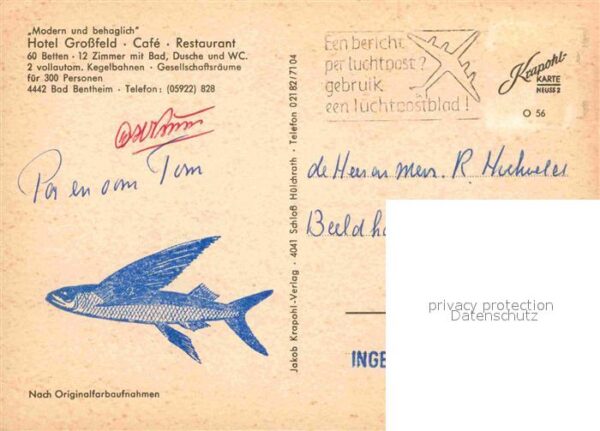 „Modern und behaglich"
Hotel Großfeld · Café · Restaurant
60 Betten · 12 Zimmer mit Bad, Dusche und WC.
2 vollautom. Kegelbahnen · Gesellschaftsräume
für 300 Personen
4442 Bad Bentheim · Telefon: (05922) 828
Een bericht
per luchtpost?
gebruik
een luchtpostblad!
Krapohl-
KARTE
NEUSS 2
O 56
Pa en oom Tom
de Heer en Mevr. R
Jakob Krapohl-Verlag · 4041 Schloß Hülchrath · Telefon 02182/7104
privacy protection
Datenschutz
INGE
Nach Originalfarbaufnahmen